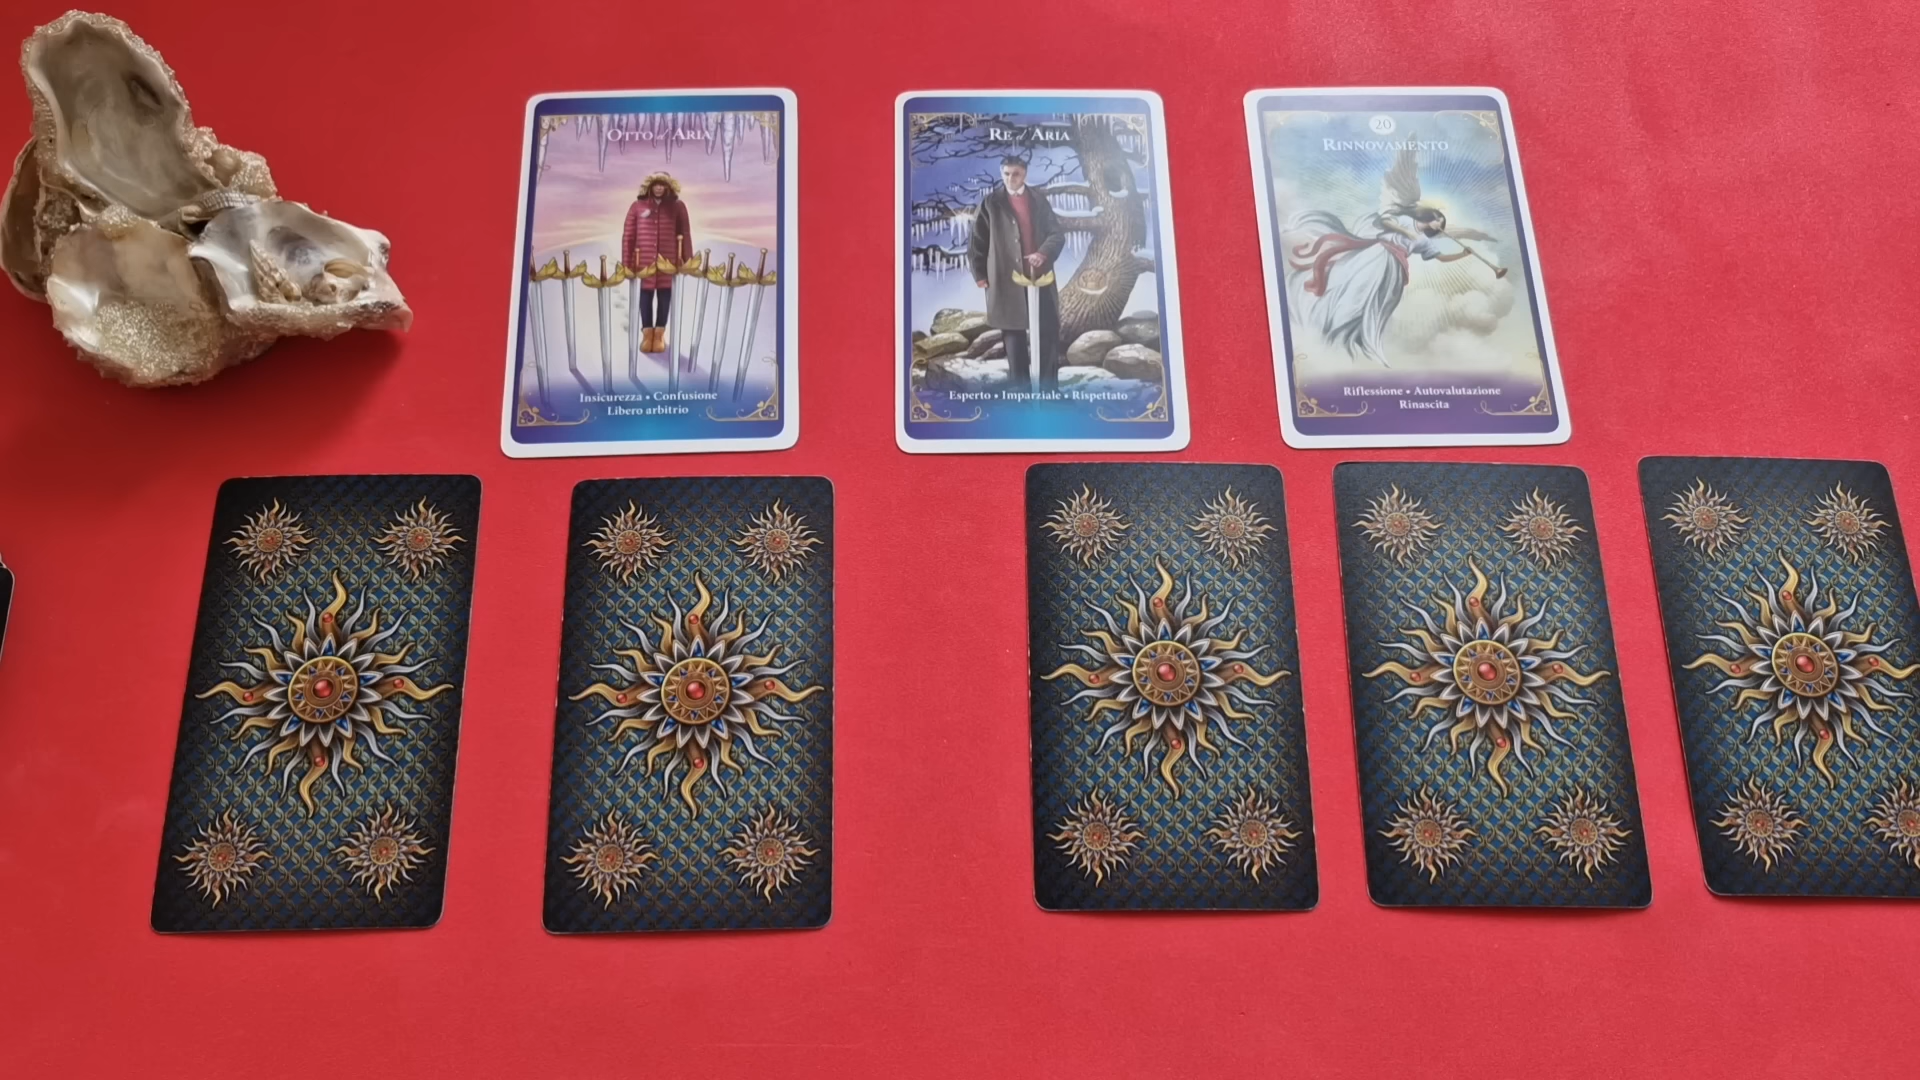 Otto d'Aria
Insicurezza • Confusione
Libero arbitrio
Re d'Aria
Esperto • Imparziale • Rispettato
20
Rinnovamento
Riflessione • Autovalutazione
Rinascita